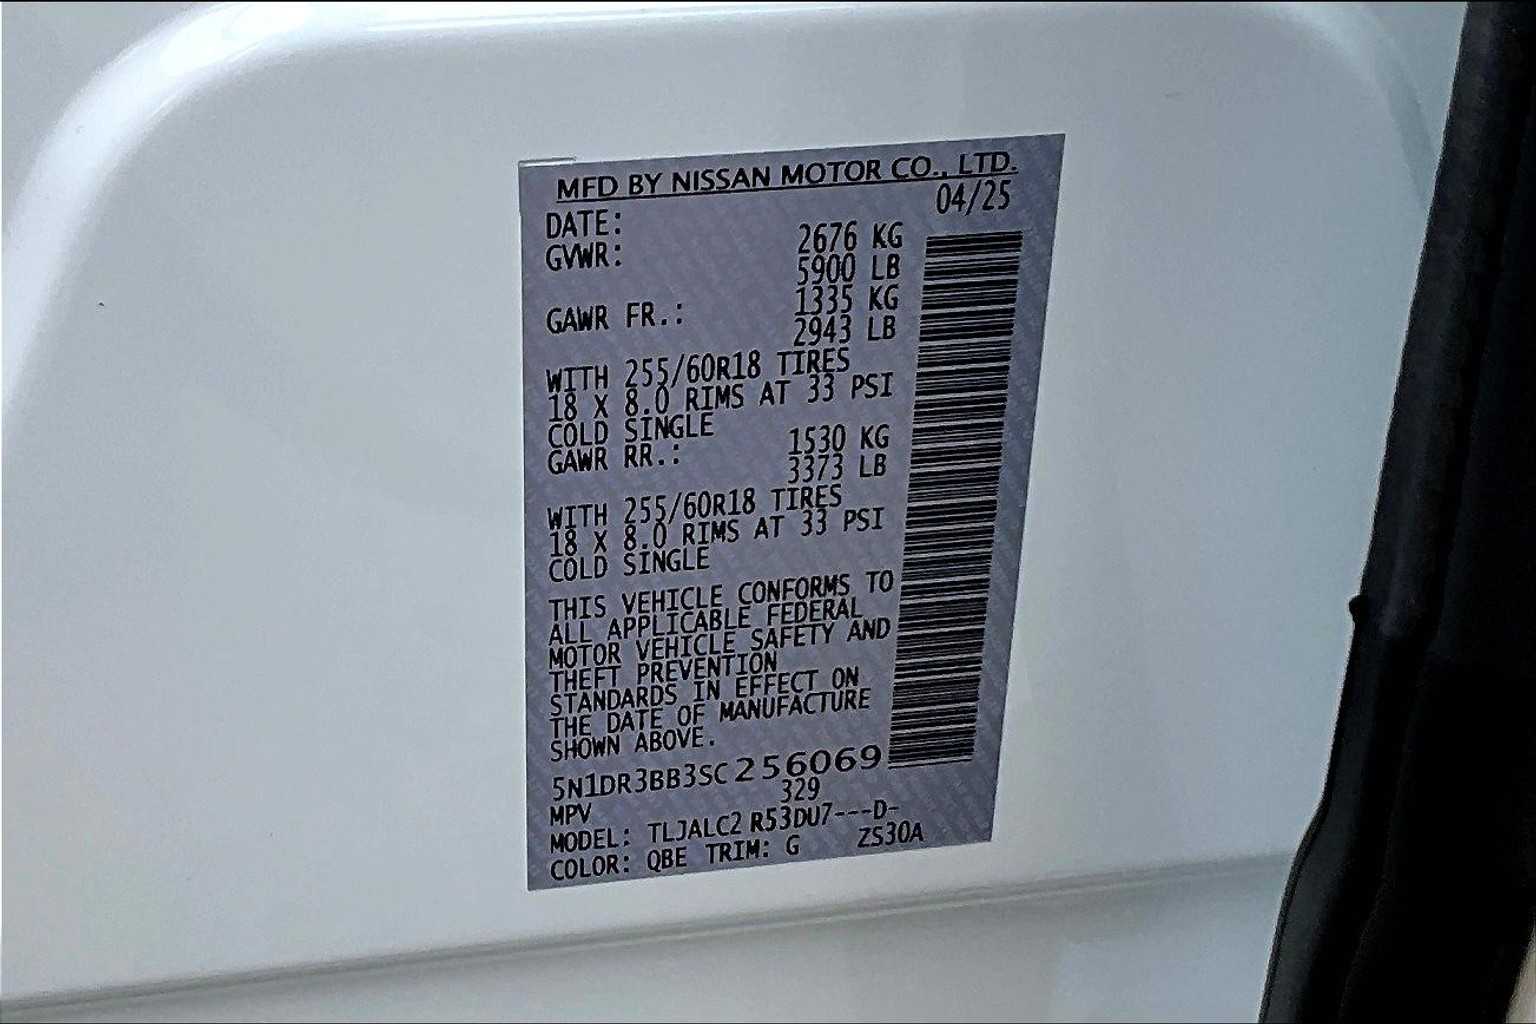 MFD BY NISSAN MOTOR CO., LTD.
DATE: 04/25
GVWR: 2676 KG
5900 LB
GAWR FR.: 1335 KG
2943 LB
WITH 255/60R18 TIRES
18 X 8.0 RIMS AT 33 PSI
COLD SINGLE
GAWR RR.: 1530 KG
3373 LB
WITH 255/60R18 TIRES
18 X 8.0 RIMS AT 33 PSI
COLD SINGLE
THIS VEHICLE CONFORMS TO
ALL APPLICABLE FEDERAL
MOTOR VEHICLE SAFETY AND
THEFT PREVENTION
STANDARDS IN EFFECT ON
THE DATE OF MANUFACTURE
SHOWN ABOVE.
5N1DR3BB3SC256069
MPV 329
MODEL: TLJALC2 R53DU7---D-
COLOR: QBE TRIM: G ZS30A